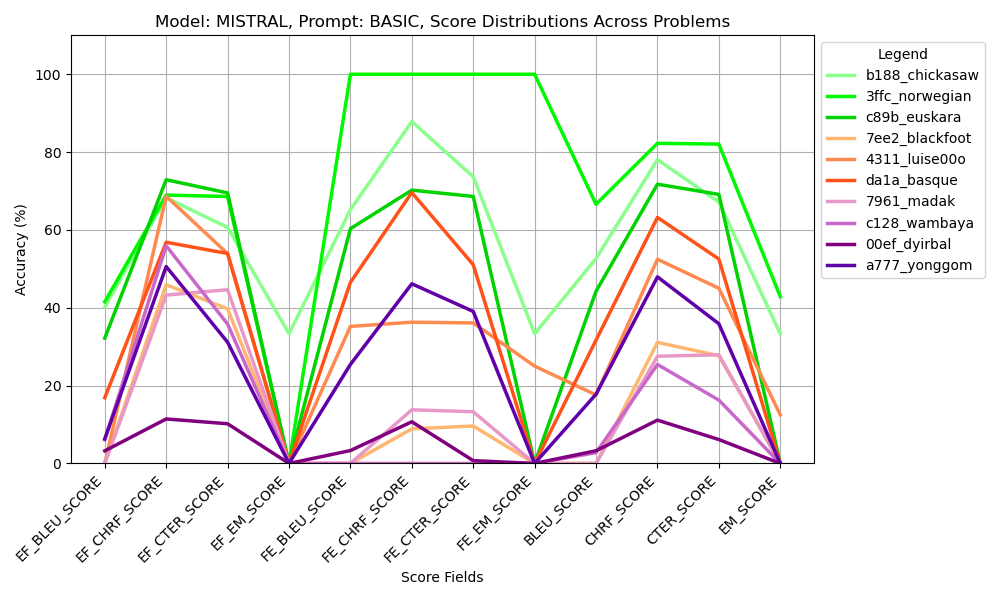 Model: MISTRAL, Prompt: BASIC, Score Distributions Across Problems
Accuracy (%)
100
80
60
40
20
0
EF_BLEU_SCORE
EF_CHRF_SCORE
EF_CTER_SCORE
EF_EM_SCORE
FE_BLEU_SCORE
FE_CHRF_SCORE
FE_CTER_SCORE
FE_EM_SCORE
BLEU_SCORE
CHRF_SCORE
CTER_SCORE
EM_SCORE
Score Fields
Legend
b188_chickasaw
3ffc_norwegian
c89b_euskara
7ee2_blackfoot
4311_luise00o
da1a_basque
7961_madak
c128_wambaya
00ef_dyirbal
a777_yonggom